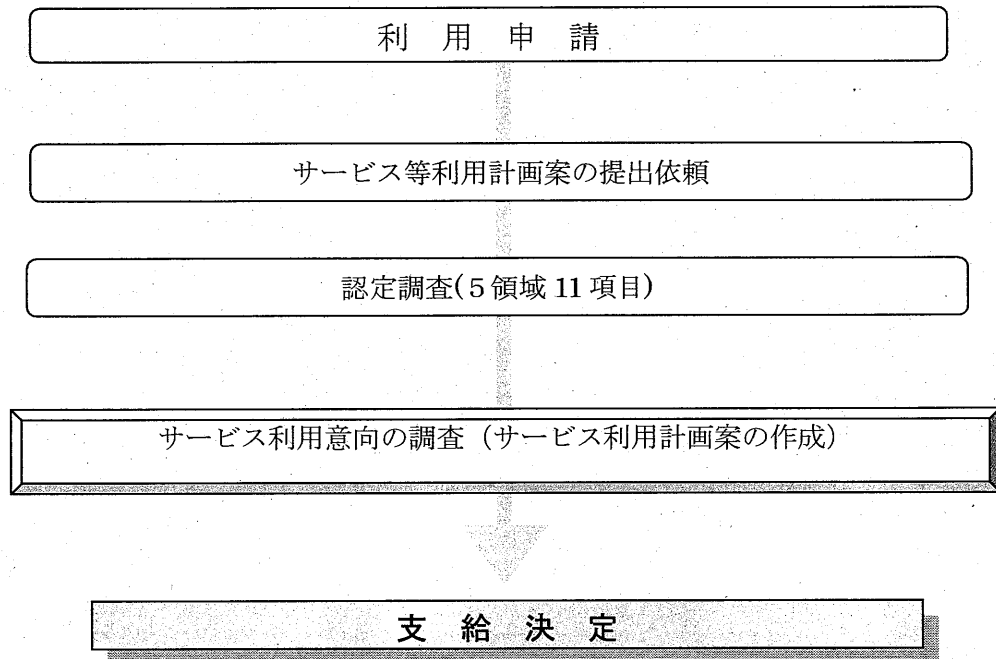 利 用 申 請
サービス等利用計画案の提出依頼
認定調査(５領域 11 項目)
サービス利用意向の調査（サービス利用計画案の作成）
支 給 決 定